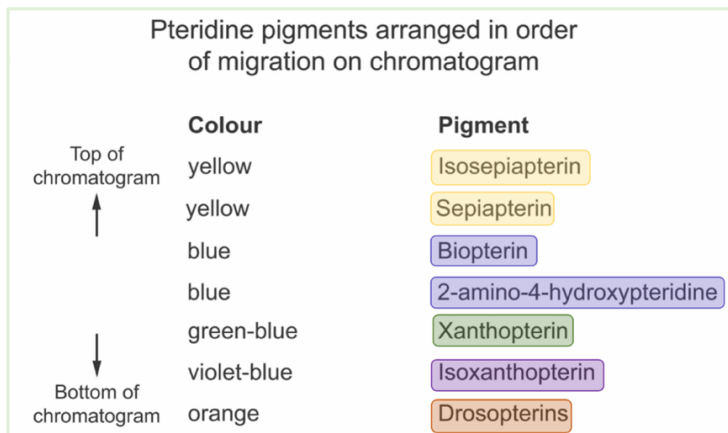 Pteridine pigments arranged in order
of migration on chromatogram
Colour Pigment
Top of
chromatogram
yellow Isosepiapterin
yellow Sepiapterin
blue Biopterin
blue 2-amino-4-hydroxypteridine
green-blue Xanthopterin
violet-blue Isoxanthopterin
Bottom of
chromatogram
orange Drosopterins